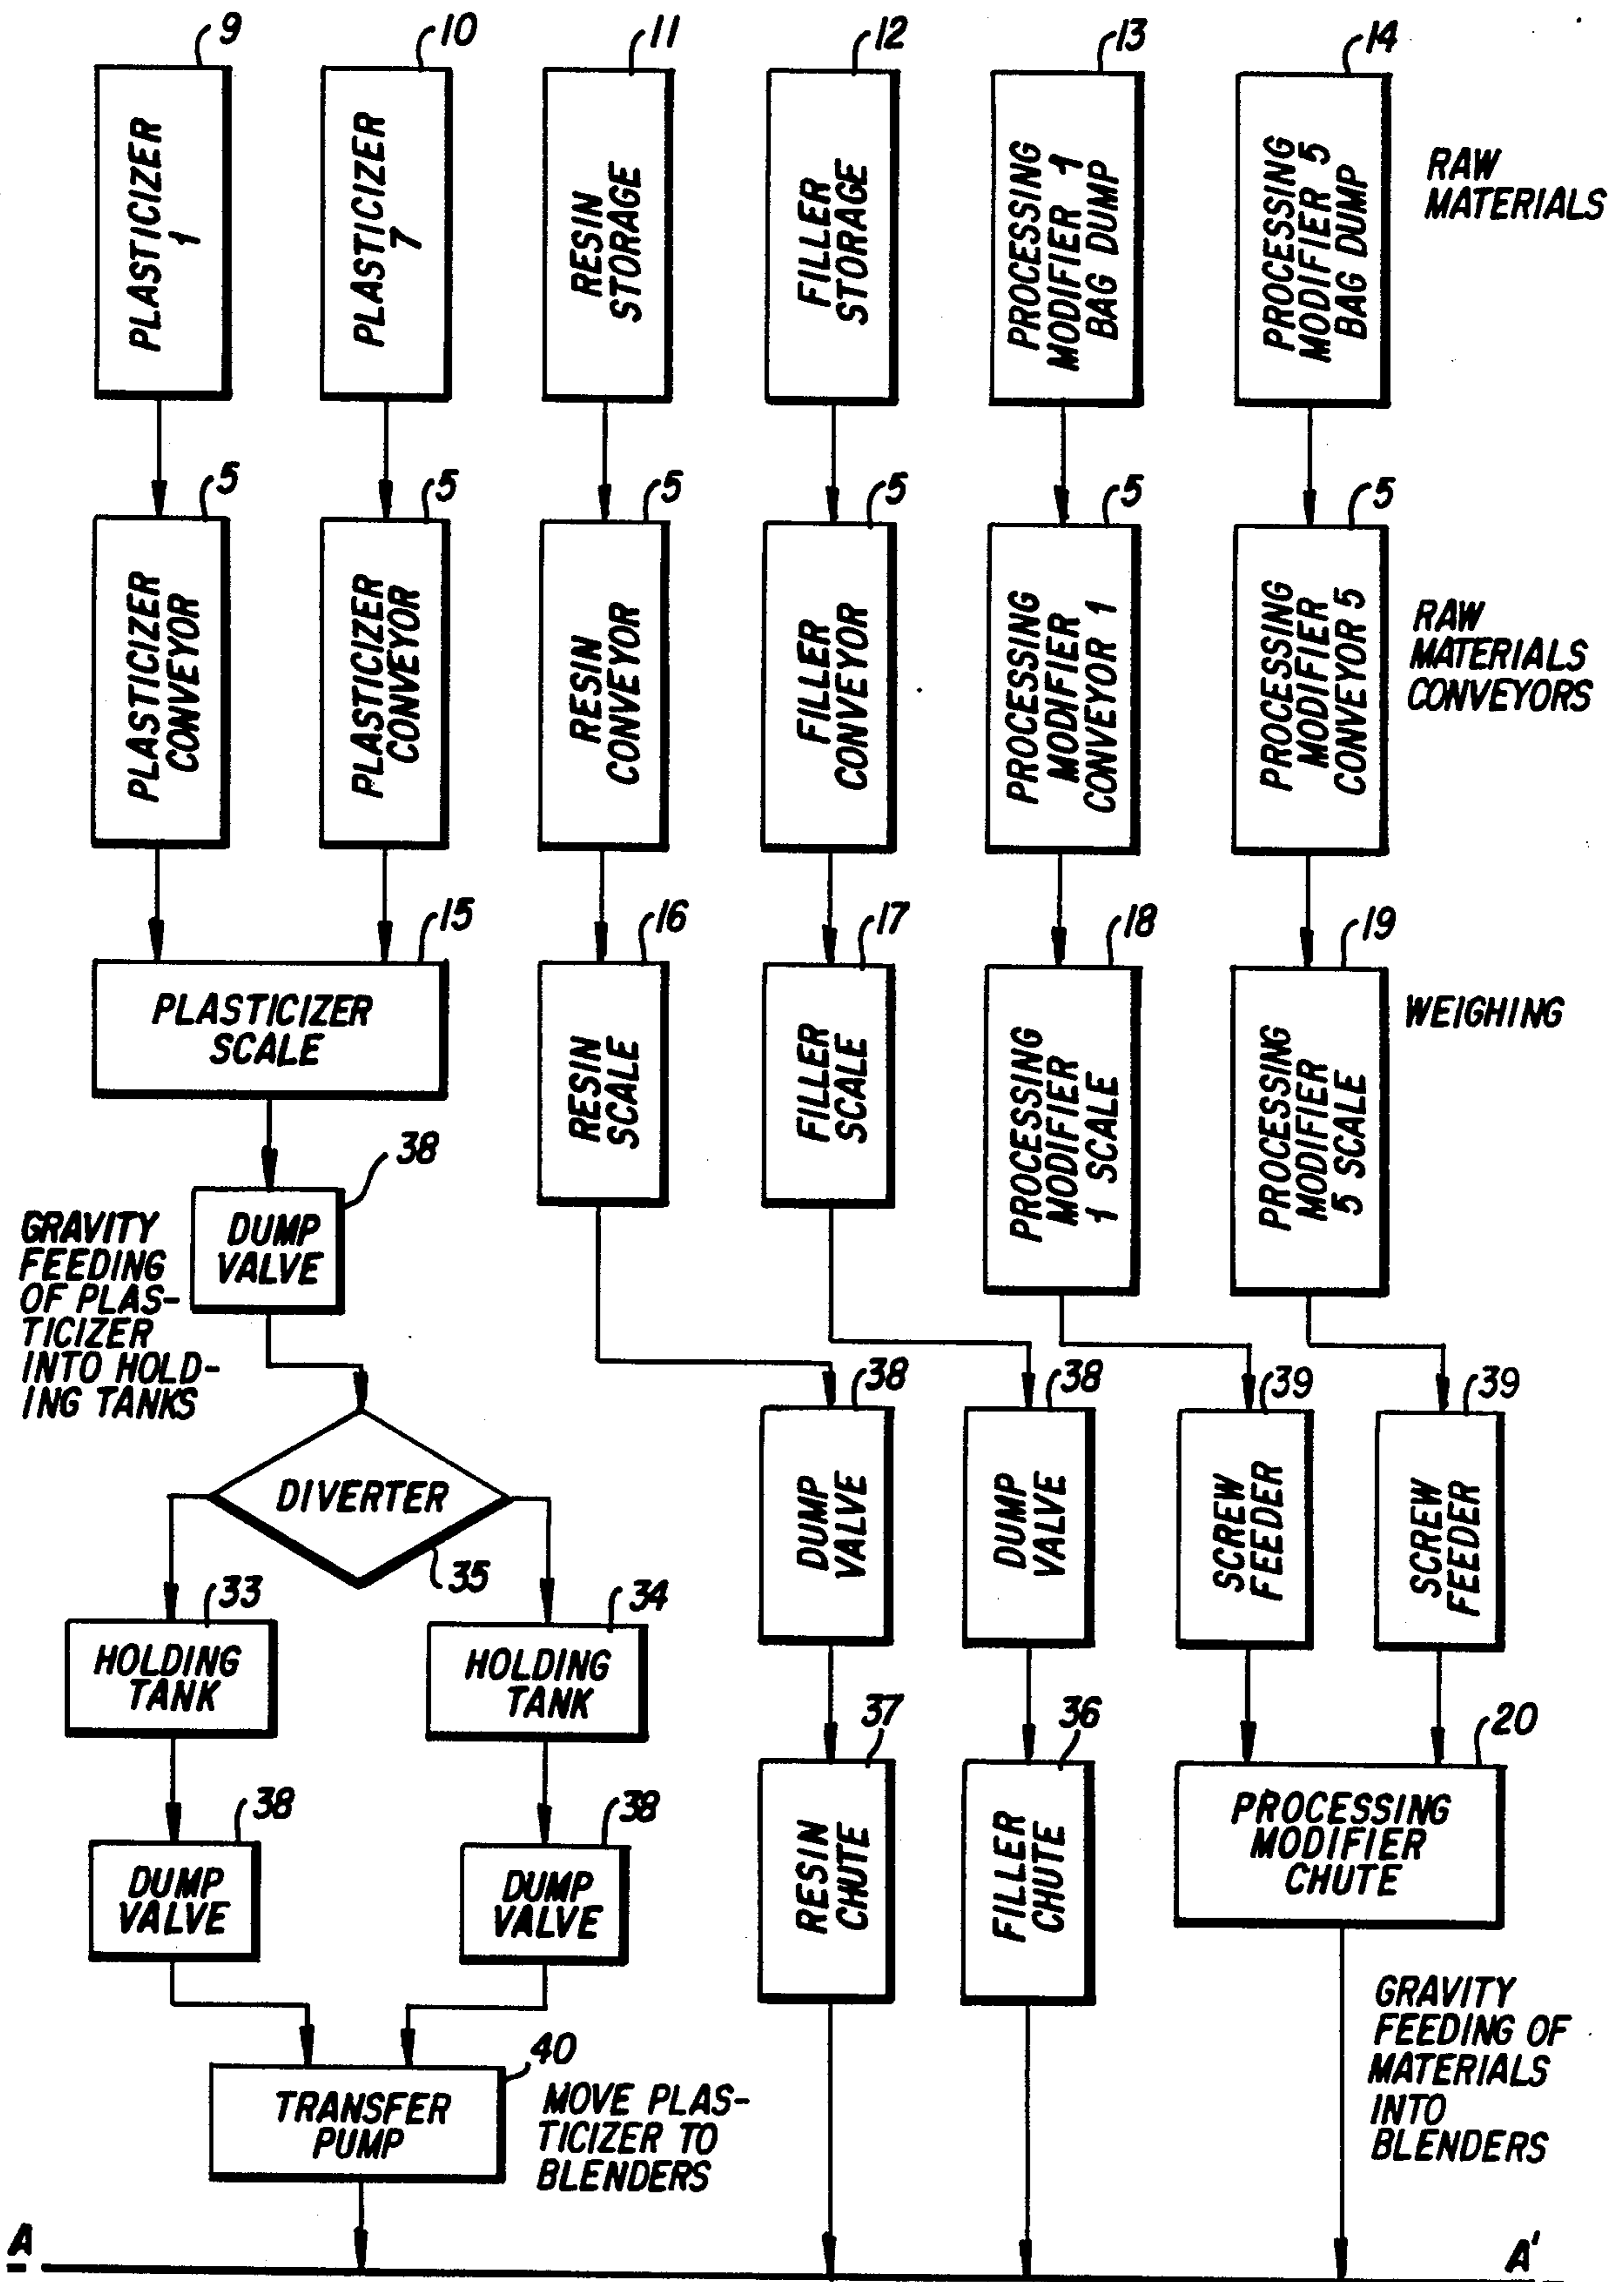 9
10
11
12
13
14
PLASTICIZER
1
PLASTICIZER
7
RESIN
STORAGE
FILLER
STORAGE
PROCESSING
MODIFIER 1
BAG DUMP
PROCESSING
MODIFIER 5
BAG DUMP
RAW
MATERIALS
5
5
5
5
5
5
PLASTICIZER
CONVEYOR
PLASTICIZER
CONVEYOR
RESIN
CONVEYOR
FILLER
CONVEYOR
PROCESSING
MODIFIER
CONVEYOR 1
PROCESSING
MODIFIER
CONVEYOR 5
RAW
MATERIALS
CONVEYORS
15
16
17
18
19
PLASTICIZER
SCALE
RESIN
SCALE
FILLER
SCALE
PROCESSING
MODIFIER
1 SCALE
PROCESSING
MODIFIER
5 SCALE
WEIGHING
38
DUMP
VALVE
GRAVITY
FEEDING
OF PLAS-
TICIZER
INTO HOLD-
ING TANKS
DIVERTER
35
38
38
39
39
DUMP
VALVE
DUMP
VALVE
SCREW
FEEDER
SCREW
FEEDER
33
34
HOLDING
TANK
HOLDING
TANK
37
36
20
RESIN
CHUTE
FILLER
CHUTE
PROCESSING
MODIFIER
CHUTE
38
38
DUMP
VALVE
DUMP
VALVE
40
TRANSFER
PUMP
MOVE PLAS-
TICIZER TO
BLENDERS
GRAVITY
FEEDING OF
MATERIALS
INTO
BLENDERS
A
A'